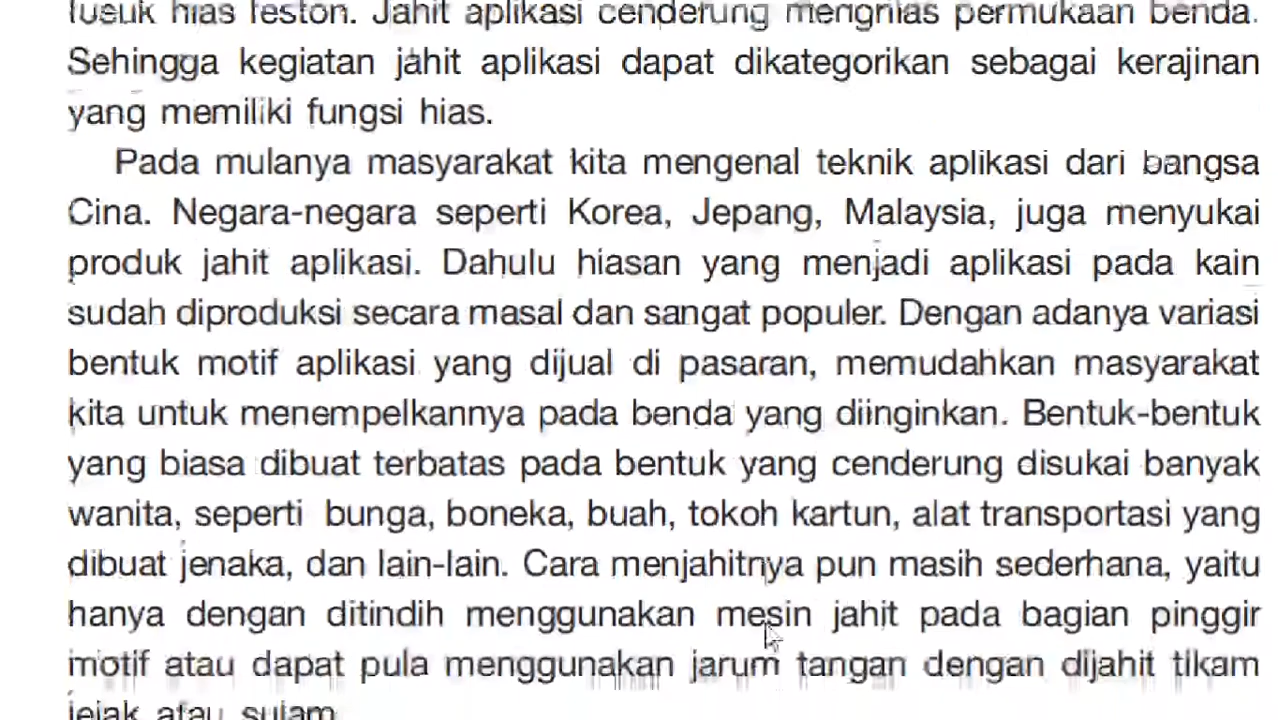 tusuk hias feston. Jahit aplikasi cenderung menghias permukaan benda.
Sehingga kegiatan jahit aplikasi dapat dikategorikan sebagai kerajinan
yang memiliki fungsi hias.
Pada mulanya masyarakat kita mengenal teknik aplikasi dari bangsa
Cina. Negara-negara seperti Korea, Jepang, Malaysia, juga menyukai
produk jahit aplikasi. Dahulu hiasan yang menjadi aplikasi pada kain
sudah diproduksi secara masal dan sangat populer. Dengan adanya variasi
bentuk motif aplikasi yang dijual di pasaran, memudahkan masyarakat
kita untuk menempelkannya pada benda yang diinginkan. Bentuk-bentuk
yang biasa dibuat terbatas pada bentuk yang cenderung disukai banyak
wanita, seperti bunga, boneka, buah, tokoh kartun, alat transportasi yang
dibuat jenaka, dan lain-lain. Cara menjahitnya pun masih sederhana, yaitu
hanya dengan ditindih menggunakan mesin jahit pada bagian pinggir
motif atau dapat pula menggunakan jarum tangan dengan dijahit tikam
jejak atau sulam